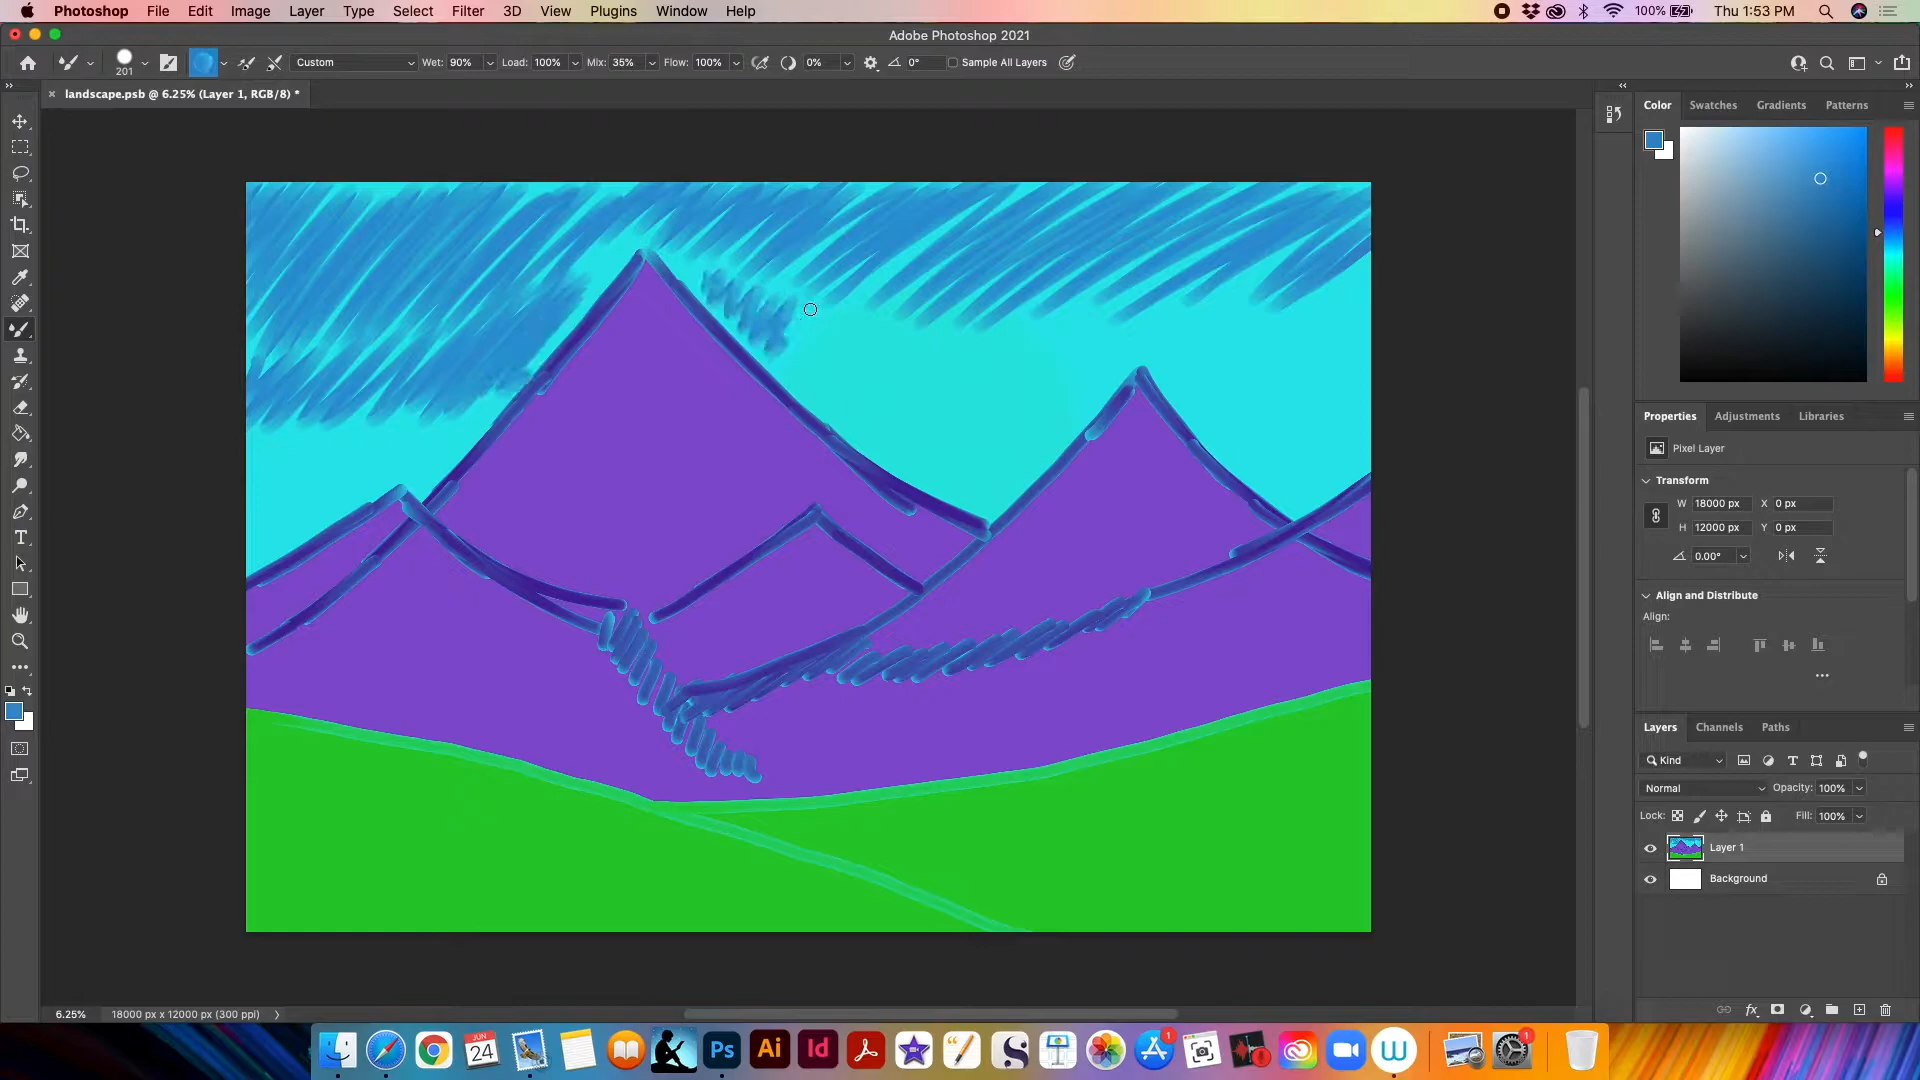 Photoshop File Edit Image Layer Type Select Filter 3D View Plugins Window Help 100% Thu 1:53 PM
Adobe Photoshop 2021
201 Custom Wet: 90% Load: 100% Mix: 35% Flow: 100% 0% 0° Sample All Layers
landscape.psb @ 6.25% (Layer 1, RGB/8) *
Color Swatches Gradients Patterns
Properties Adjustments Libraries
Pixel Layer
Transform
W 18000 px X 0 px
H 12000 px Y 0 px
0.00°
Align and Distribute
Align:
Layers Channels Paths
Kind
Normal Opacity: 100%
Lock: Fill: 100%
Layer 1
Background
6.25% 18000 px x 12000 px (300 ppi)
JUN
24
Ps Ai Id
S
W
1
1